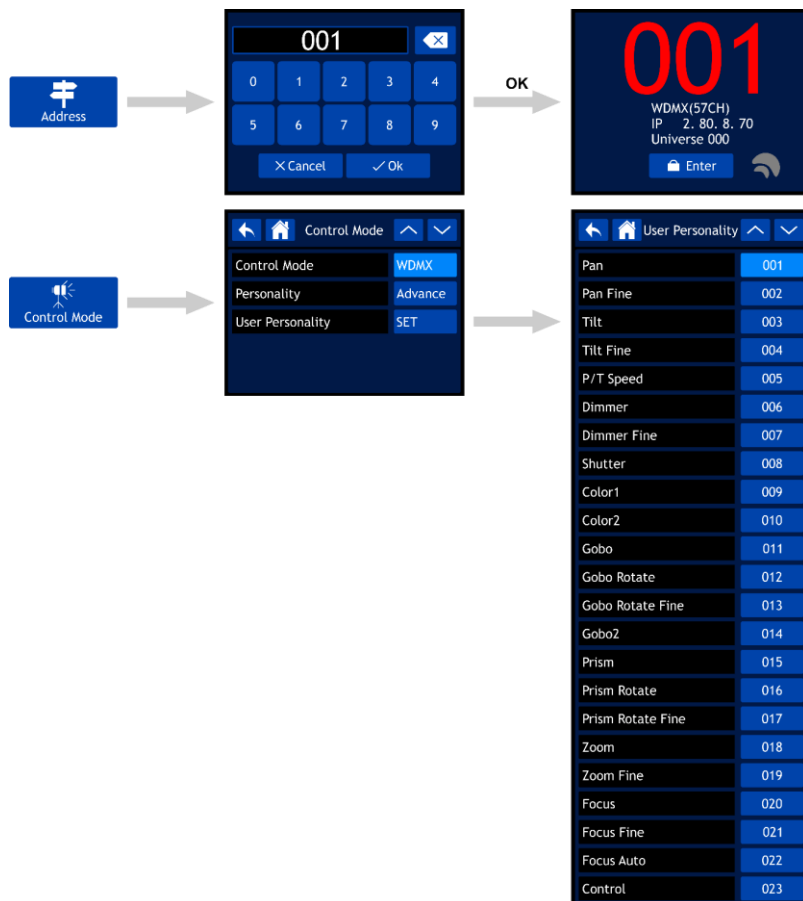 Address
001
0 1 2 3 4
5 6 7 8 9
Cancel Ok
OK
001
WDMX(57CH)
IP 2. 80. 8. 70
Universe 000
Enter
Control Mode
Control Mode
Control Mode WDMX
Personality Advance
User Personality SET
User Personality
Pan 001
Pan Fine 002
Tilt 003
Tilt Fine 004
P/T Speed 005
Dimmer 006
Dimmer Fine 007
Shutter 008
Color1 009
Color2 010
Gobo 011
Gobo Rotate 012
Gobo Rotate Fine 013
Gobo2 014
Prism 015
Prism Rotate 016
Prism Rotate Fine 017
Zoom 018
Zoom Fine 019
Focus 020
Focus Fine 021
Focus Auto 022
Control 023